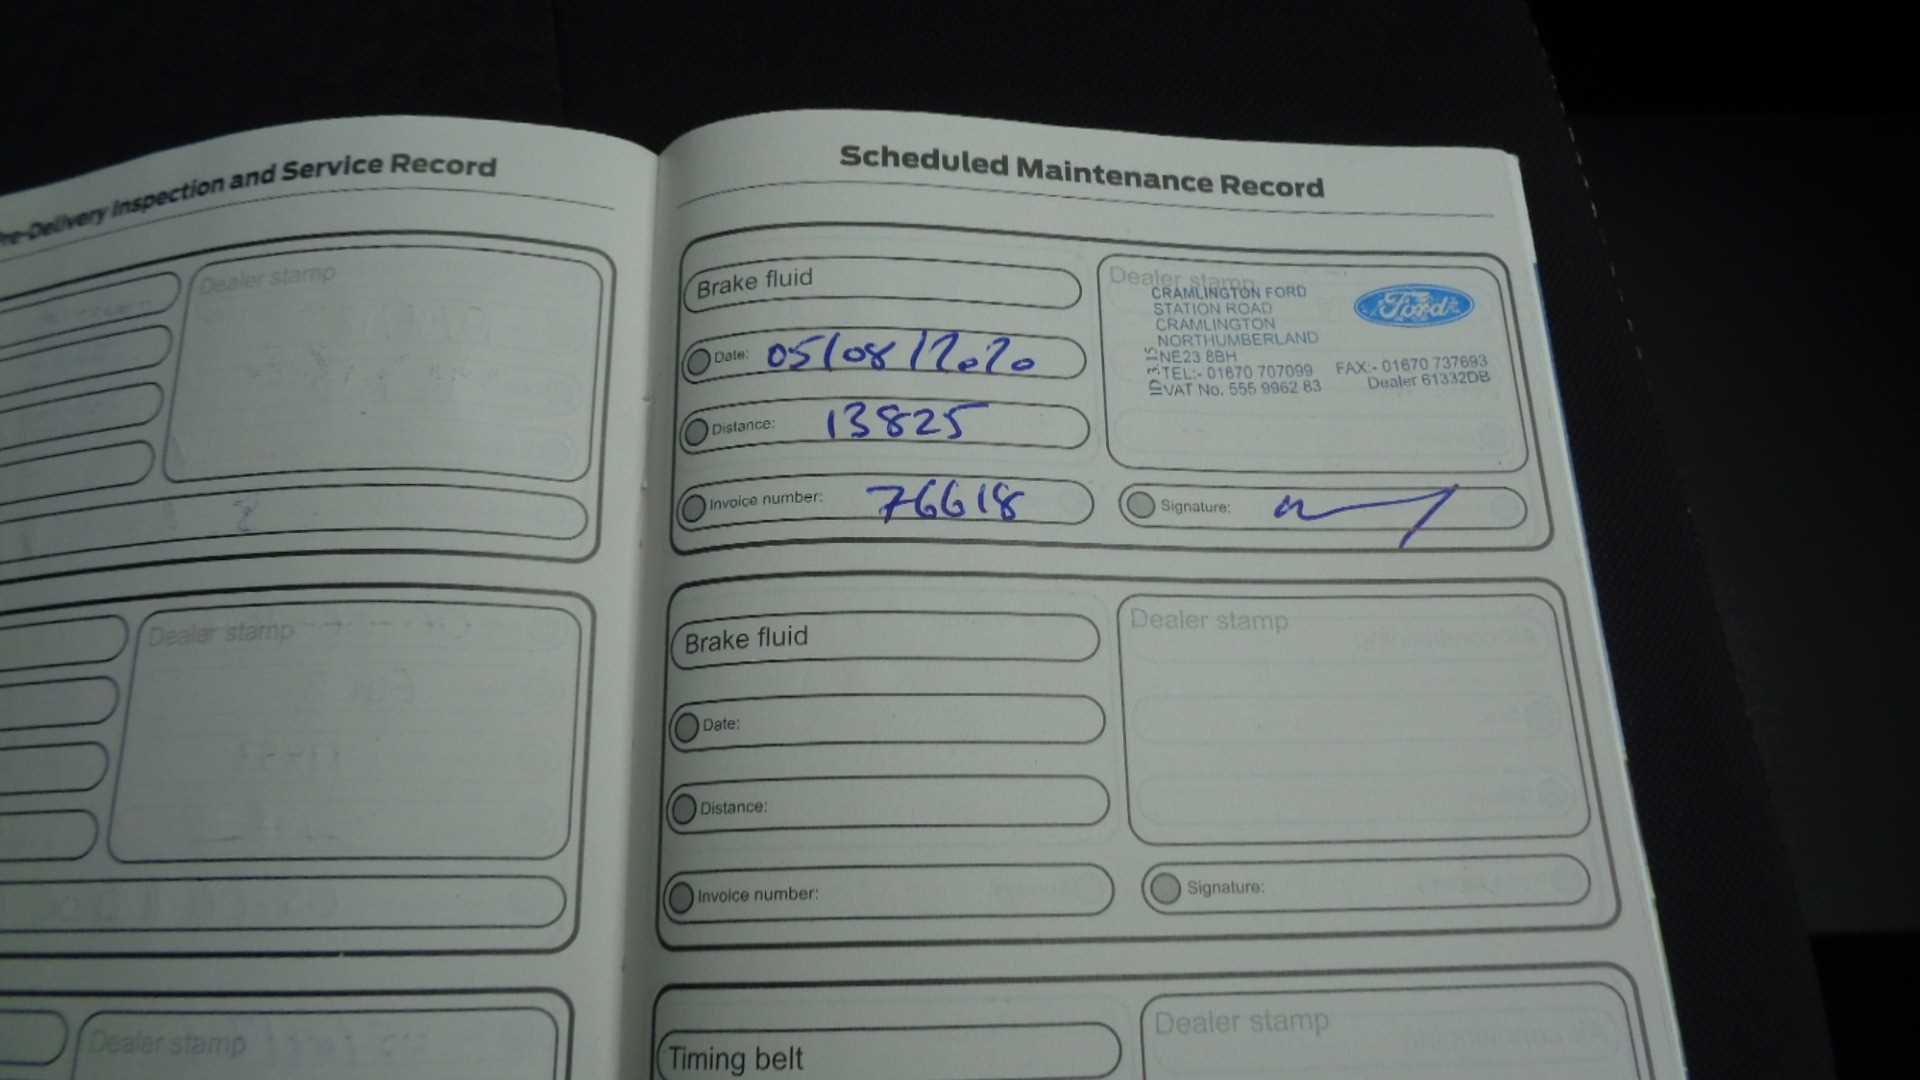 Pre-Delivery Inspection and Service Record
Dealer stamp
Dealer stamp
Dealer stamp
Scheduled Maintenance Record
Brake fluid
Date: 05/08/2020
Distance: 13825
Invoice number: 76618
Dealer stamp
CRAMLINGTON FORD
STATION ROAD
CRAMLINGTON
NORTHUMBERLAND
NE23 8BH
TEL:- 01670 707099 FAX:- 01670 737693
VAT No. 555 9962 83 Dealer 61332DB
Ford
Signature:
Brake fluid
Date:
Distance:
Invoice number:
Dealer stamp
Signature:
Timing belt
Dealer stamp